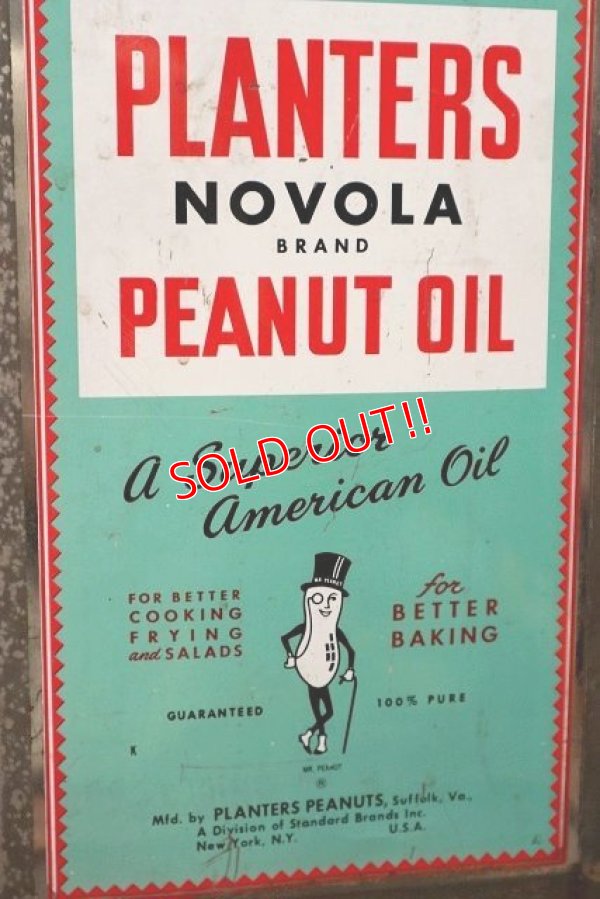 PLANTERS
NOVOLA
BRAND
PEANUT OIL
SOLD OUT!!
A Superior
American Oil
FOR BETTER
COOKING
FRYING
and SALADS
MR. PEANUT
for
BETTER
BAKING
GUARANTEED
100% PURE
K
MR. PEANUT
®
Mfd. by PLANTERS PEANUTS, Suffolk, Va.,
A Division of Standard Brands Inc.
New York, N.Y. U.S.A.